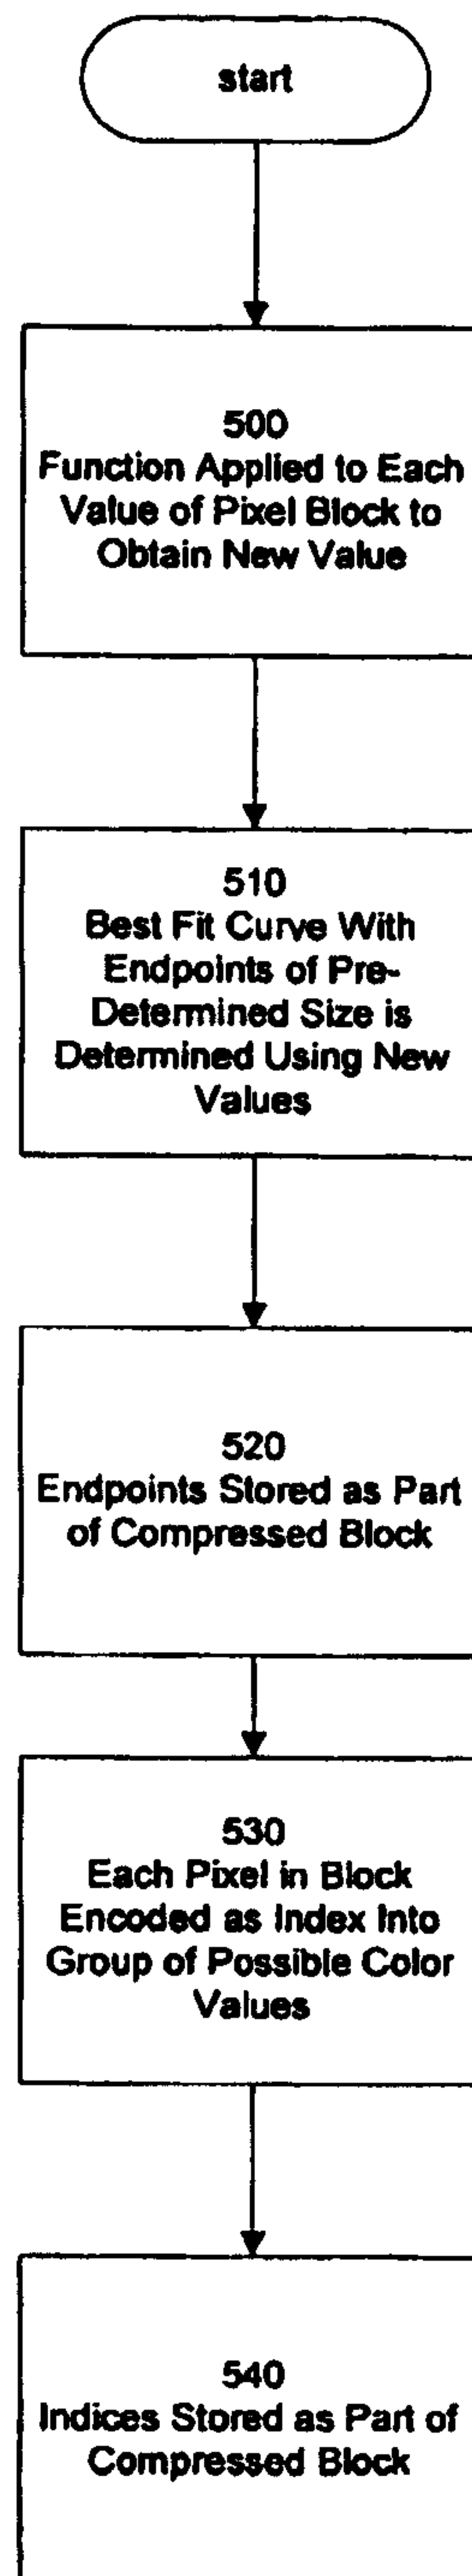 start
500
Function Applied to Each
Value of Pixel Block to
Obtain New Value
510
Best Fit Curve With
Endpoints of Pre-
Determined Size is
Determined Using New
Values
520
Endpoints Stored as Part
of Compressed Block
530
Each Pixel in Block
Encoded as Index Into
Group of Possible Color
Values
540
Indices Stored as Part of
Compressed Block